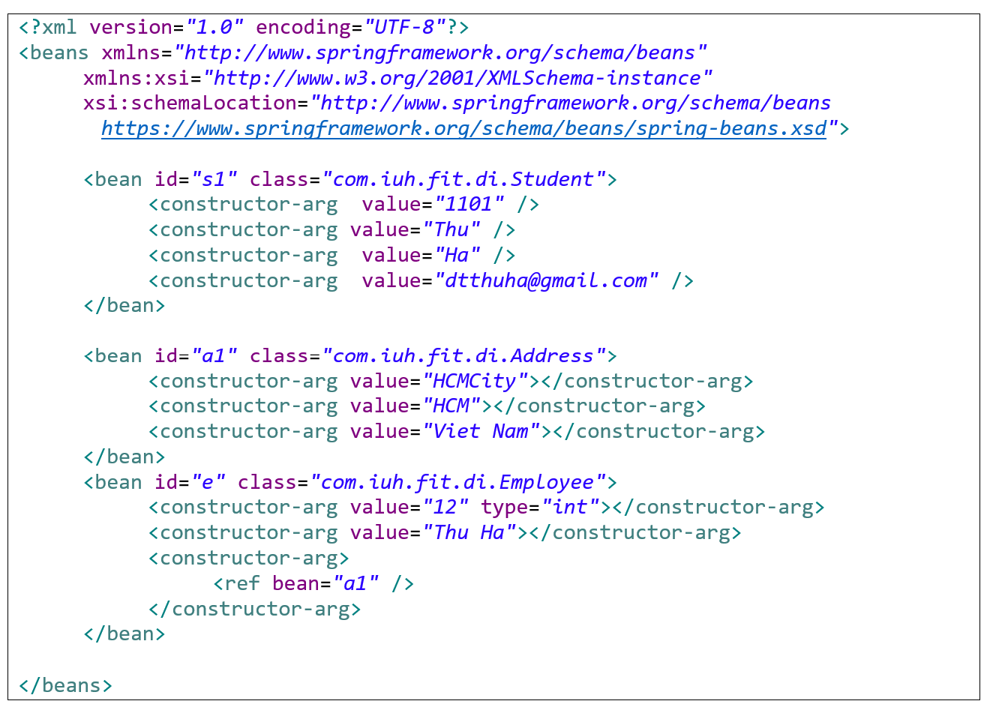 <?xml version="1.0" encoding="UTF-8"?>
<beans xmlns="http://www.springframework.org/schema/beans"
xmlns:xsi="http://www.w3.org/2001/XMLSchema-instance"
xsi:schemaLocation="http://www.springframework.org/schema/beans
https://www.springframework.org/schema/beans/spring-beans.xsd">
<bean id="s1" class="com.iuh.fit.di.Student">
<constructor-arg  value="1101" />
<constructor-arg value="Thu" />
<constructor-arg  value="Ha" />
<constructor-arg  value="dtthuha@gmail.com" />
</bean>
<bean id="a1" class="com.iuh.fit.di.Address">
<constructor-arg value="HCMCity"></constructor-arg>
<constructor-arg value="HCM"></constructor-arg>
<constructor-arg value="Viet Nam"></constructor-arg>
</bean>
<bean id="e" class="com.iuh.fit.di.Employee">
<constructor-arg value="12" type="int"></constructor-arg>
<constructor-arg value="Thu Ha"></constructor-arg>
<constructor-arg>
<ref bean="a1" />
</constructor-arg>
</bean>
</beans>